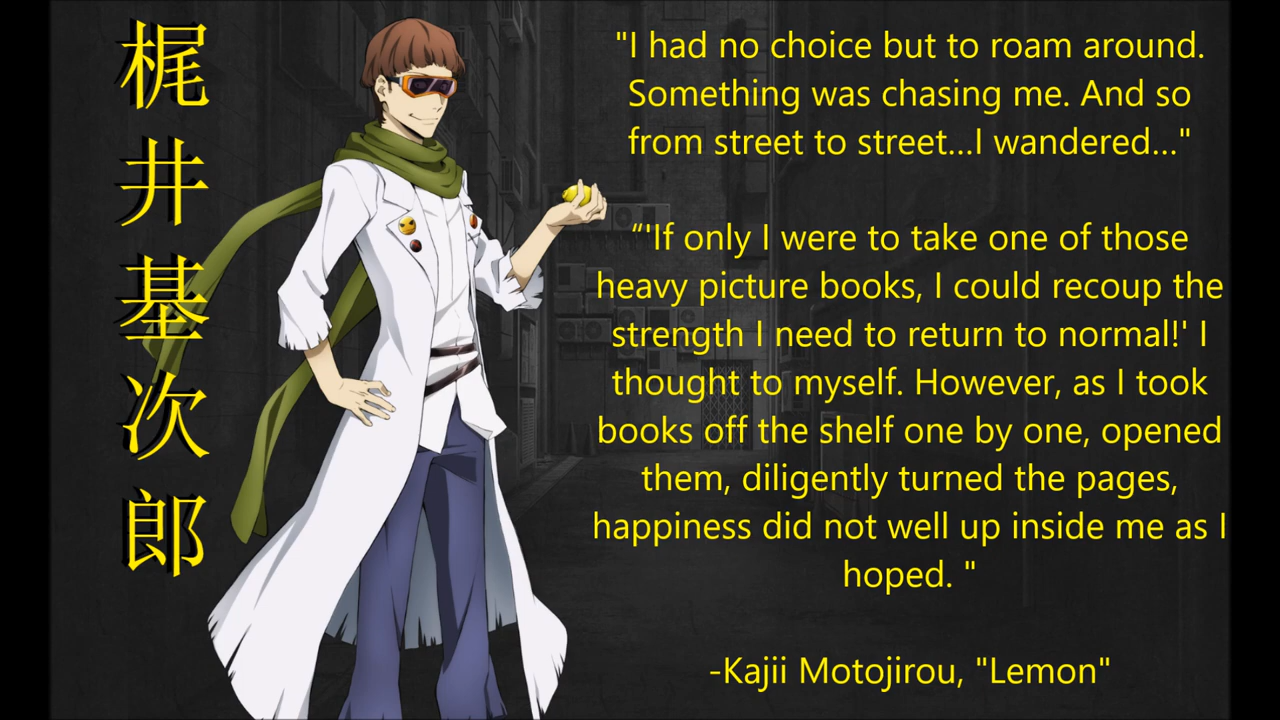 梶井基次郎
"I had no choice but to roam around.
Something was chasing me. And so
from street to street...I wandered..."
“'If only I were to take one of those
heavy picture books, I could recoup the
strength I need to return to normal!' I
thought to myself. However, as I took
books off the shelf one by one, opened
them, diligently turned the pages,
happiness did not well up inside me as I
hoped. "
-Kajii Motojirou, "Lemon"